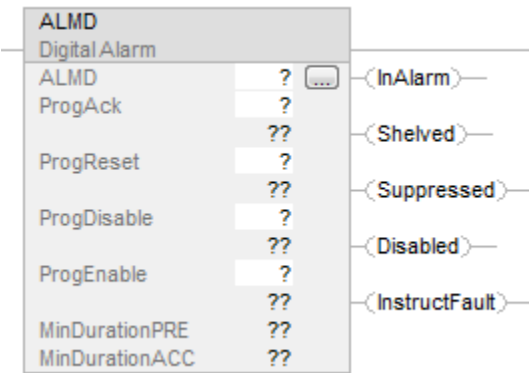 ALMD
Digital Alarm
ALMD ? ... InAlarm
ProgAck ?
?? Shelved
ProgReset ?
?? Suppressed
ProgDisable ?
?? Disabled
ProgEnable ?
?? InstructFault
MinDurationPRE ??
MinDurationACC ??